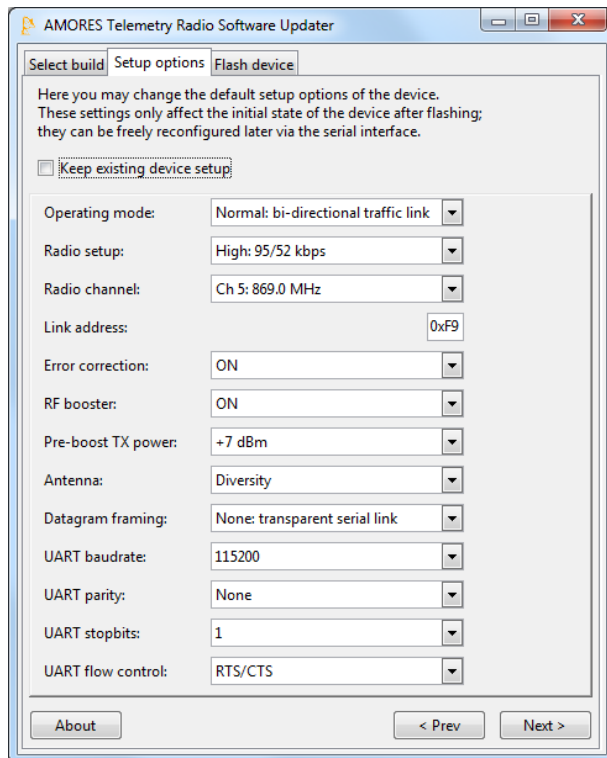 AMORES Telemetry Radio Software Updater
Select build Setup options Flash device
Here you may change the default setup options of the device.
These settings only affect the initial state of the device after flashing;
they can be freely reconfigured later via the serial interface.
Keep existing device setup
Operating mode: Normal: bi-directional traffic link
Radio setup: High: 95/52 kbps
Radio channel: Ch 5: 869.0 MHz
Link address: 0xF9
Error correction: ON
RF booster: ON
Pre-boost TX power: +7 dBm
Antenna: Diversity
Datagram framing: None: transparent serial link
UART baudrate: 115200
UART parity: None
UART stopbits: 1
UART flow control: RTS/CTS
About < Prev Next >